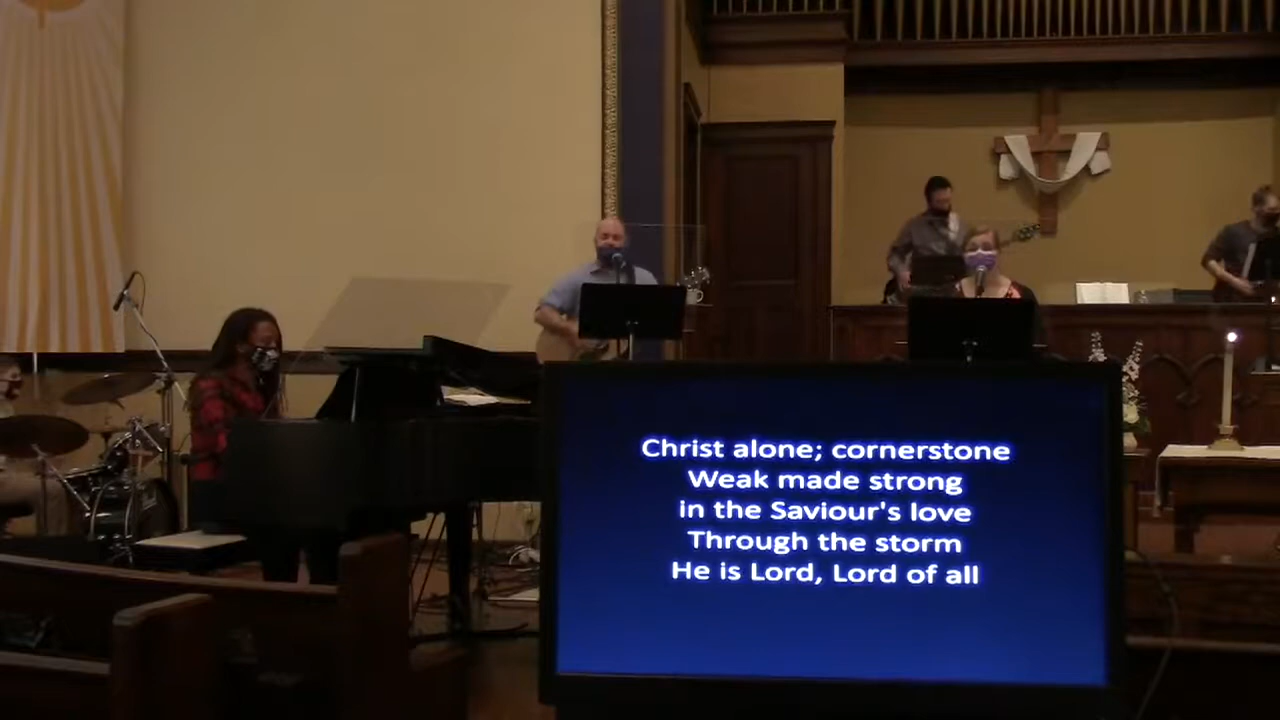 Christ alone; cornerstone
Weak made strong
in the Saviour's love
Through the storm
He is Lord, Lord of all